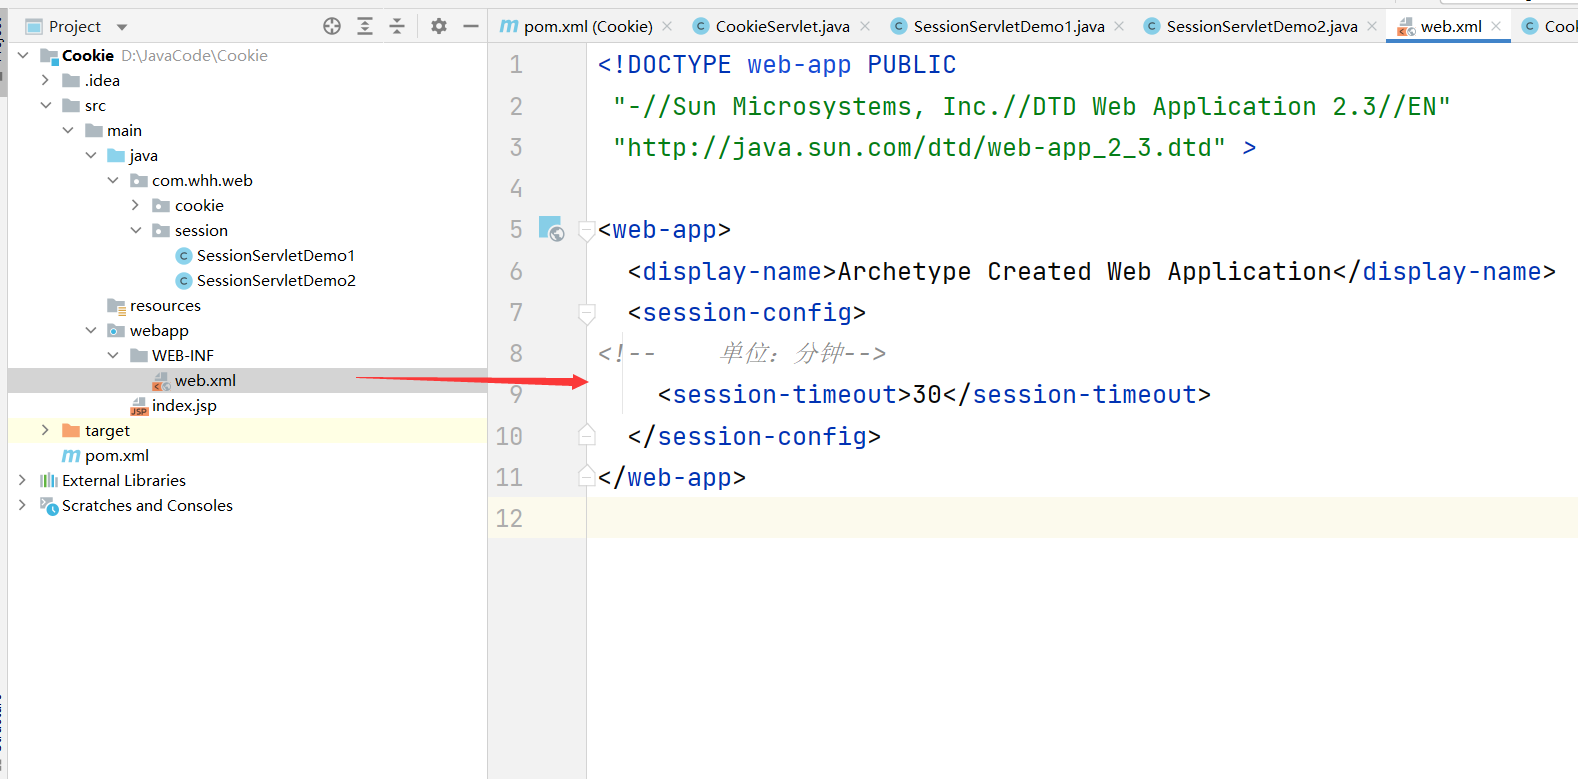 Project
Cookie D:\JavaCode\Cookie
.idea
src
main
java
com.whh.web
cookie
session
C SessionServletDemo1
C SessionServletDemo2
resources
webapp
WEB-INF
web.xml
JSP index.jsp
target
m pom.xml
External Libraries
Scratches and Consoles
m pom.xml (Cookie)
C CookieServlet.java
C SessionServletDemo1.java
C SessionServletDemo2.java
web.xml
C Cook
1 <!DOCTYPE web-app PUBLIC
2 "-//Sun Microsystems, Inc.//DTD Web Application 2.3//EN"
3 "http://java.sun.com/dtd/web-app_2_3.dtd" >
4
5 <web-app>
6 <display-name>Archetype Created Web Application</display-name>
7 <session-config>
8 <!-- 单位：分钟-->
9 <session-timeout>30</session-timeout>
10 </session-config>
11 </web-app>
12